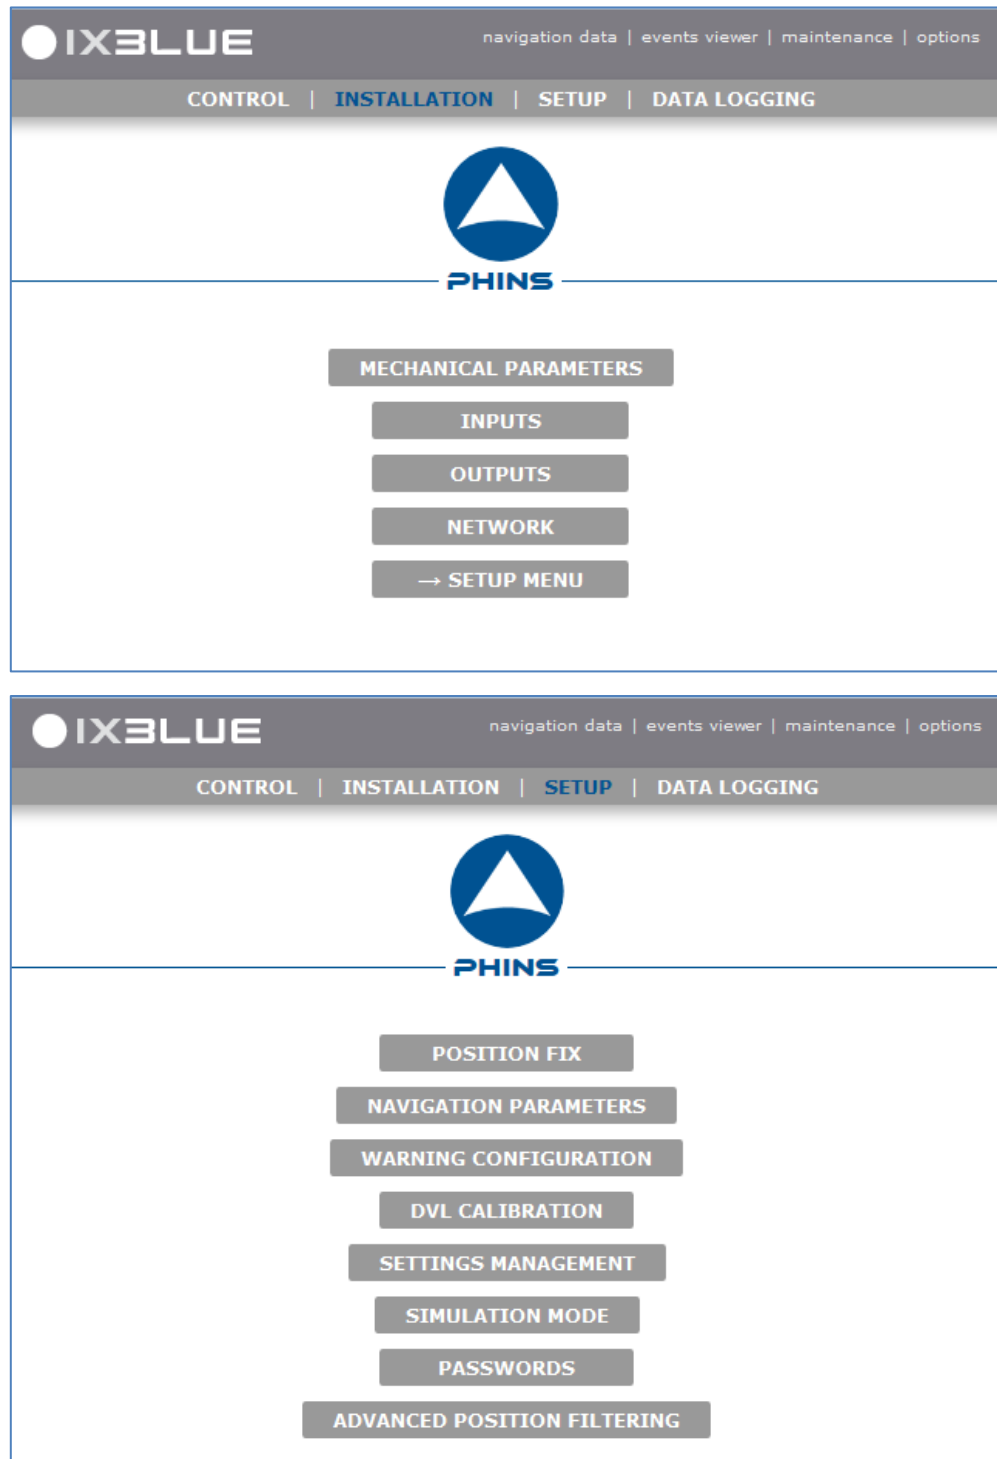 IXBLUE
navigation data | events viewer | maintenance | options
CONTROL | INSTALLATION | SETUP | DATA LOGGING
PHINS
MECHANICAL PARAMETERS
INPUTS
OUTPUTS
NETWORK
→ SETUP MENU
IXBLUE
navigation data | events viewer | maintenance | options
CONTROL | INSTALLATION | SETUP | DATA LOGGING
PHINS
POSITION FIX
NAVIGATION PARAMETERS
WARNING CONFIGURATION
DVL CALIBRATION
SETTINGS MANAGEMENT
SIMULATION MODE
PASSWORDS
ADVANCED POSITION FILTERING